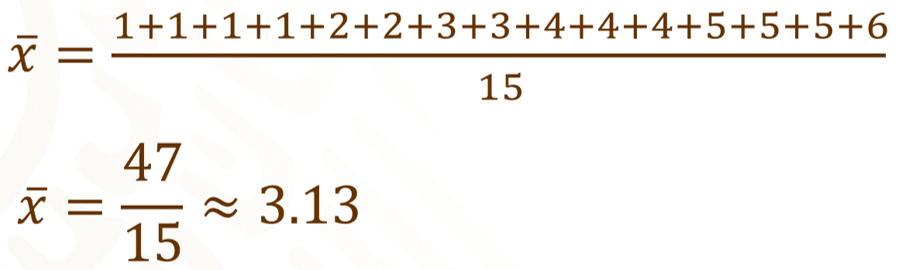 x̄ = 1+1+1+1+2+2+3+3+4+4+4+5+5+5+6
15
x̄ = 47/15 ≈ 3.13